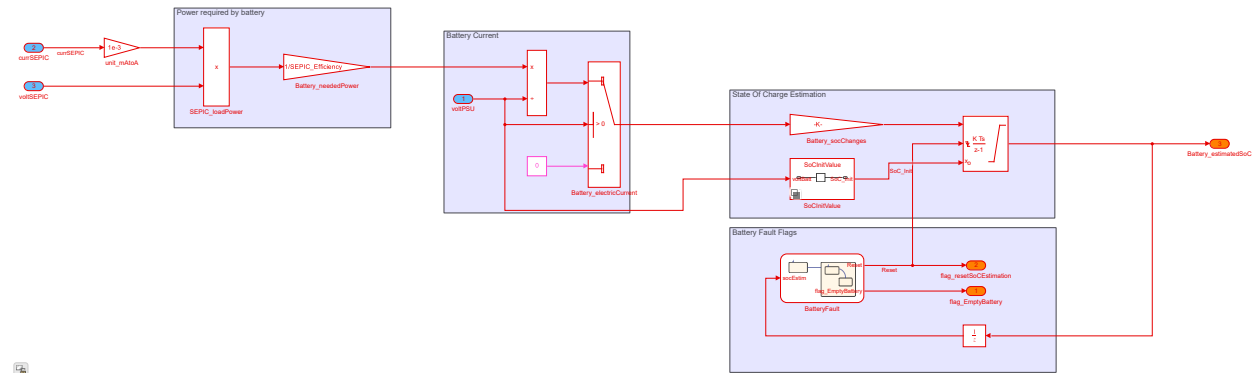 Power required by battery
2
currSEPIC
currSEPIC
1e-3
unit_mAtoA
3
voltSEPIC
x
SEPIC_loadPower
1/SEPIC_Efficiency
Battery_neededPower
Battery Current
1
voltPSU
x
÷
> 0
0
Battery_electricCurrent
State Of Charge Estimation
-K-
Battery_socChanges
SoCInitValue
SoC_Init
SoCInitValue
SoC_Init
K Ts
z-1
x₀
Battery_estimatedSoC
Battery Fault Flags
socEstim
Reset
flag_EmptyBattery
BatteryFault
Reset
2
flag_resetSoCEstimation
1
flag_EmptyBattery
1
z